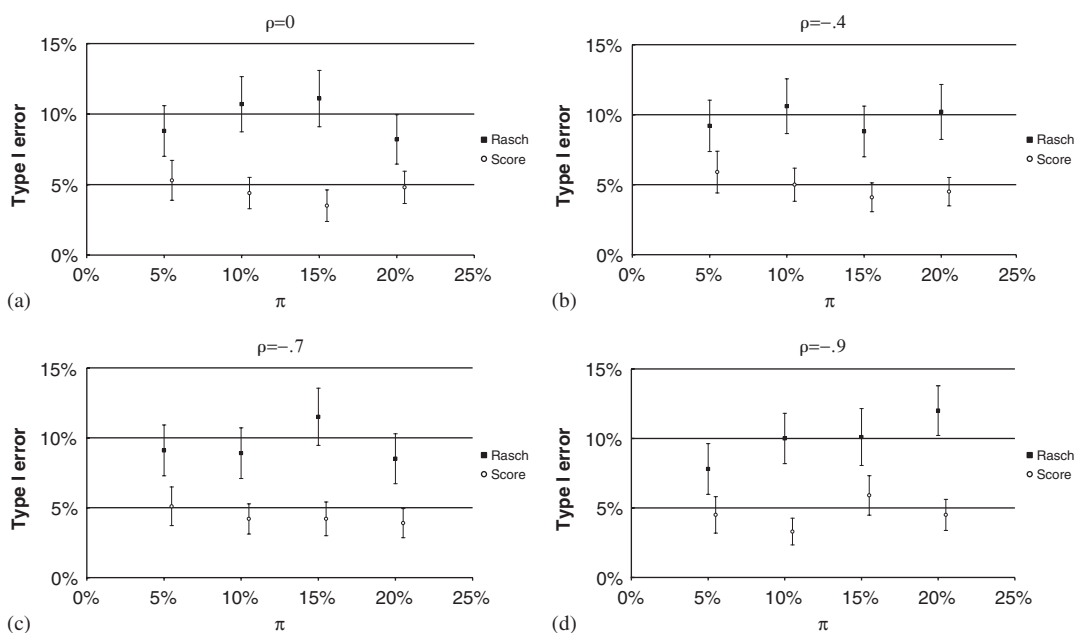 ρ=0
15%
10%
5%
0%
Type I error
0% 5% 10% 15% 20% 25%
π
Rasch
Score
(a)
ρ=−.4
15%
10%
5%
0%
Type I error
0% 5% 10% 15% 20% 25%
π
Rasch
Score
(b)
ρ=−.7
15%
10%
5%
0%
Type I error
0% 5% 10% 15% 20% 25%
π
Rasch
Score
(c)
ρ=−.9
15%
10%
5%
0%
Type I error
0% 5% 10% 15% 20% 25%
π
Rasch
Score
(d)